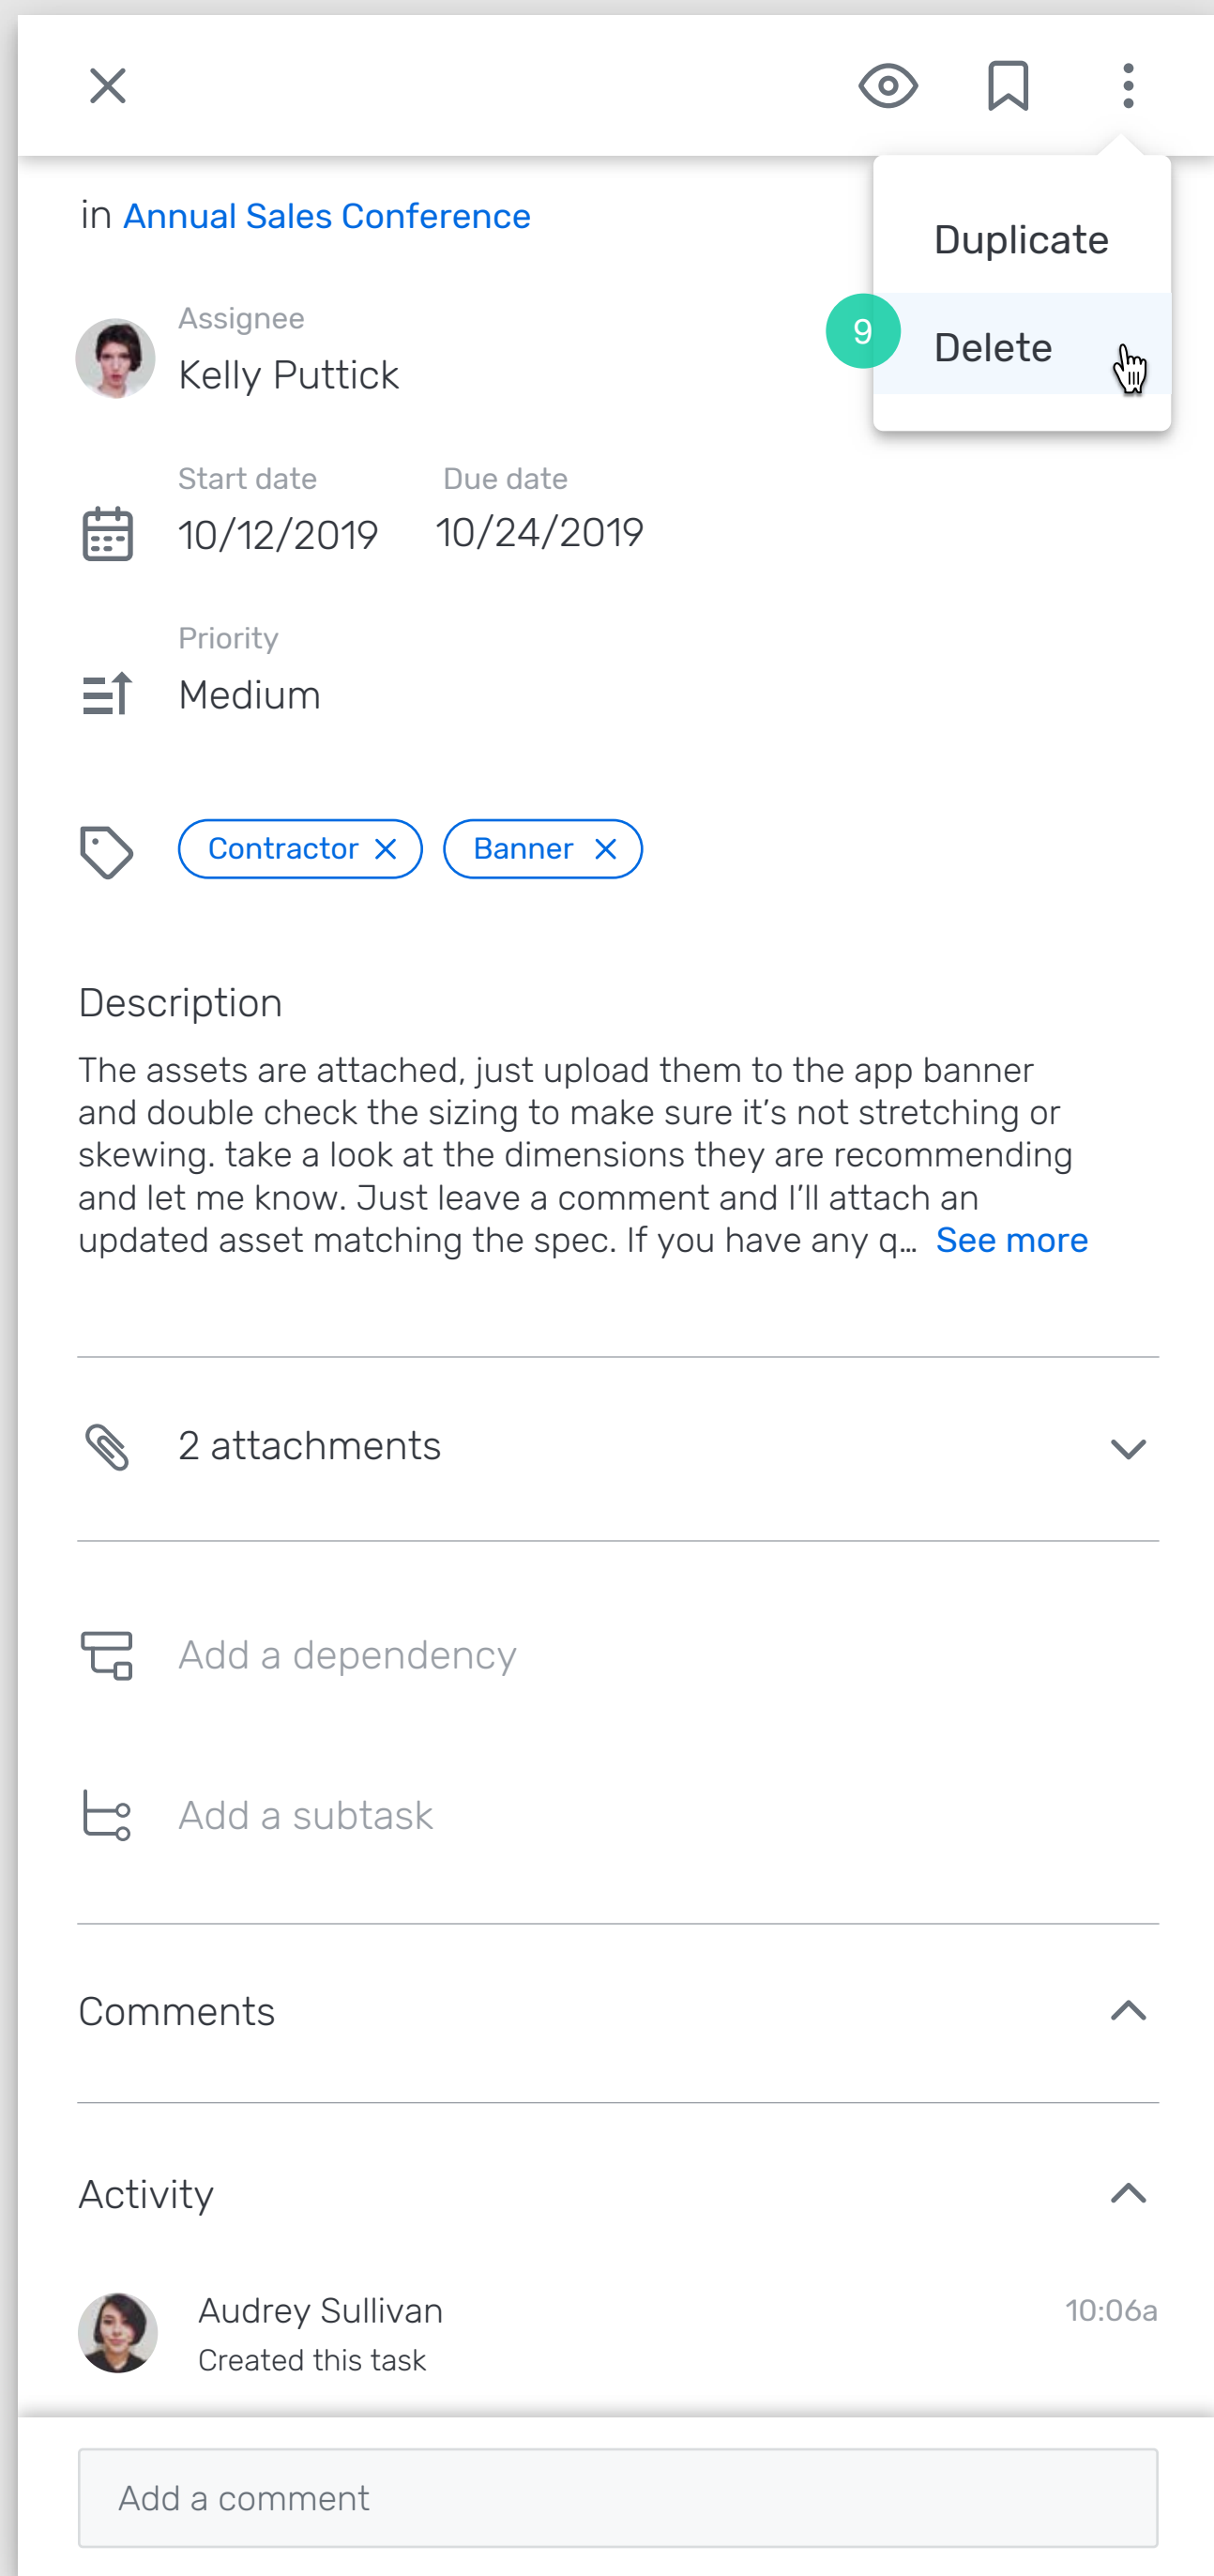 in Annual Sales Conference
Duplicate
9
Delete
Assignee
Kelly Puttick
Start date
Due date
10/12/2019
10/24/2019
Priority
Medium
Contractor
Banner
Description
The assets are attached, just upload them to the app banner
and double check the sizing to make sure it’s not stretching or
skewing. take a look at the dimensions they are recommending
and let me know. Just leave a comment and I’ll attach an
updated asset matching the spec. If you have any q... See more
2 attachments
Add a dependency
Add a subtask
Comments
Activity
Audrey Sullivan
10:06a
Created this task
Add a comment